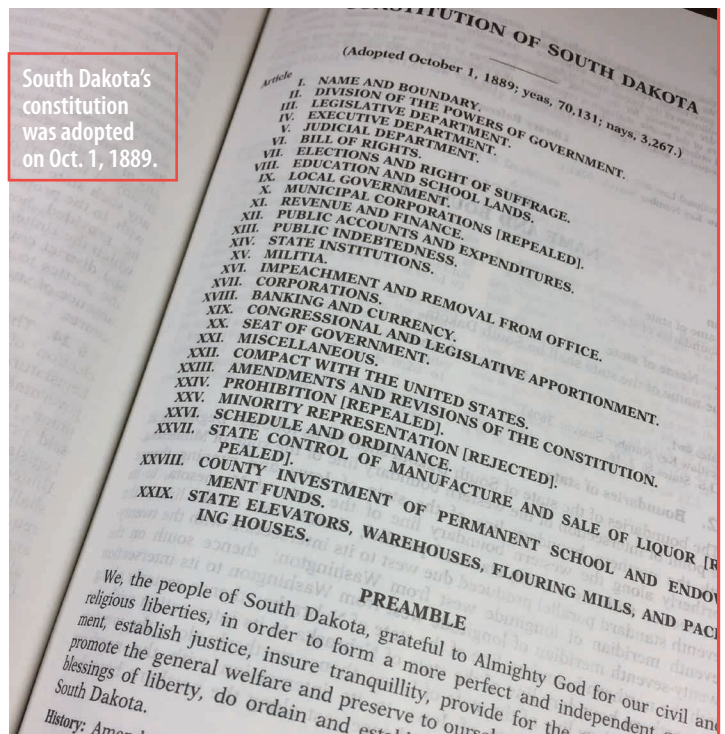 South Dakota's
constitution
was adopted
on Oct. 1, 1889.
OF SOUTH DAKOTA
(Adopted October 1, 1889; yeas, 70,131; nays, 3,267.)
Article
I. NAME AND BOUNDARY.
II. DIVISION OF THE POWERS OF GOVERNMENT.
III. LEGISLATIVE DEPARTMENT.
IV. EXECUTIVE DEPARTMENT.
V. JUDICIAL DEPARTMENT.
VI. BILL OF RIGHTS.
VII. ELECTIONS AND RIGHT OF SUFFRAGE.
VIII. EDUCATION AND SCHOOL LANDS.
IX. LOCAL GOVERNMENT.
X. MUNICIPAL CORPORATIONS [REPEALED].
XI. REVENUE AND FINANCE.
XII. PUBLIC ACCOUNTS AND EXPENDITURES.
XIII. PUBLIC INDEBTEDNESS.
XIV. STATE INSTITUTIONS.
XV. MILITIA.
XVI. IMPEACHMENT AND REMOVAL FROM OFFICE.
XVII. CORPORATIONS.
XVIII. BANKING AND CURRENCY.
XIX. CONGRESSIONAL AND LEGISLATIVE APPORTIONMENT.
XX. SEAT OF GOVERNMENT.
XXI. MISCELLANEOUS.
XXII. COMPACT WITH THE UNITED STATES.
XXIII. AMENDMENTS AND REVISIONS OF THE CONSTITUTION.
XXIV. PROHIBITION [REPEALED].
XXV. MINORITY REPRESENTATION [REJECTED].
XXVI. SCHEDULE AND ORDINANCE.
XXVII. STATE CONTROL OF MANUFACTURE AND SALE OF LIQUOR [R
PEALED].
XXVIII. COUNTY INVESTMENT OF PERMANENT SCHOOL AND ENDOW
MENT FUNDS.
XXIX. STATE ELEVATORS, WAREHOUSES, FLOURING MILLS, AND PACK
ING HOUSES.
PREAMBLE
We, the people of South Dakota, grateful to Almighty God for our civil and
religious liberties, in order to form a more perfect and independent
ment, establish justice, insure tranquillity, provide for the
promote the general welfare and preserve to
blessings of liberty, do ordain and
South Dakota.
History: